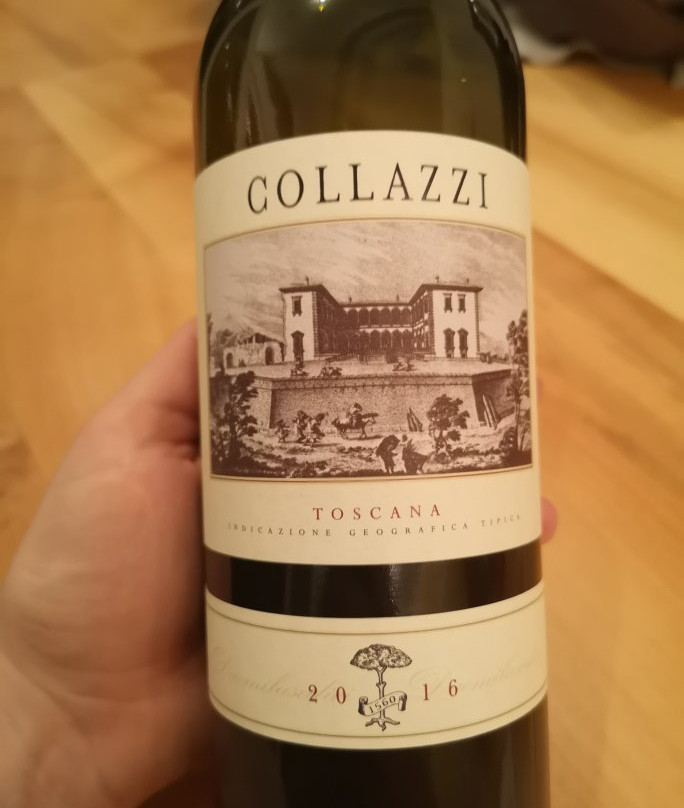 COLLAZZI
TOSCANA
INDICAZIONE GEOGRAFICA TIPICA
2016
1560